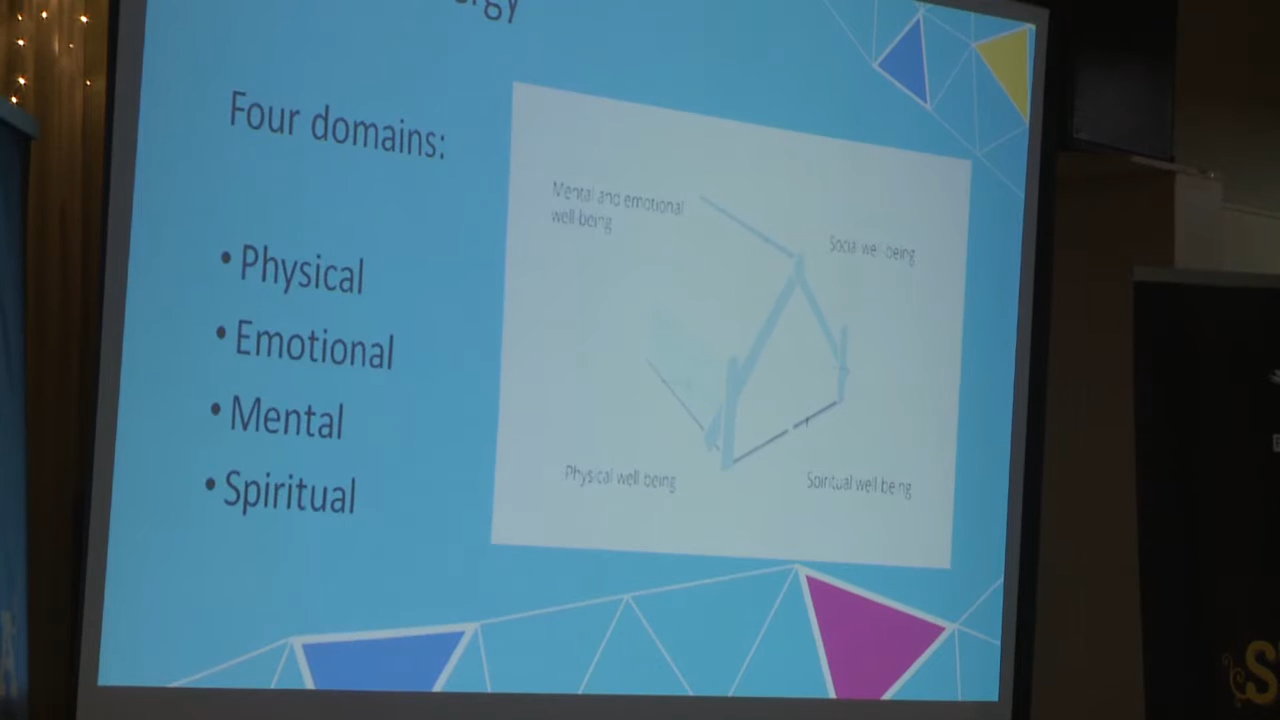 Four domains:
• Physical
• Emotional
• Mental
• Spiritual
Mental and emotional
well-being
Social well-being
Physical well being
Spiritual well being